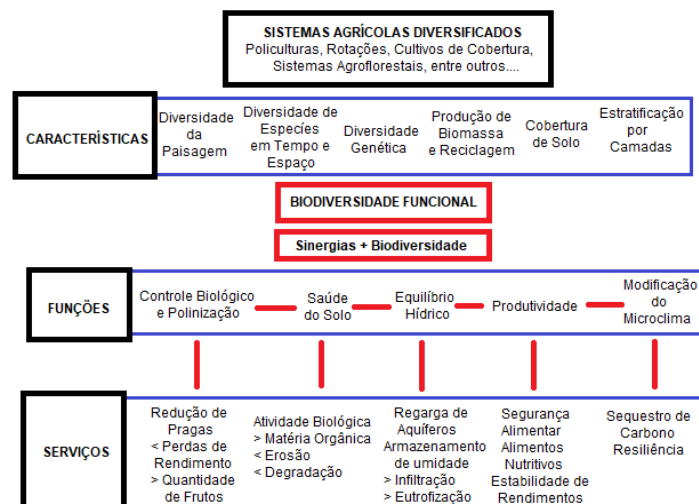 SISTEMAS AGRÍCOLAS DIVERSIFICADOS
Policulturas, Rotações, Cultivos de Cobertura,
Sistemas Agroflorestais, entre outros....
CARACTERÍSTICAS
Diversidade
da
Paisagem
Diversidade de
Especíes
em Tempo e
Espaço
Diversidade
Genética
Produção de
Biomassa
e Reciclagem
Cobertura
de Solo
Estratificação
por
Camadas
BIODIVERSIDADE FUNCIONAL
Sinergias + Biodiversidade
FUNÇÕES
Controle Biológico
e Polinização
Saúde
do Solo
Equilíbrio
Hídrico
Produtividade
Modificação
do
Microclima
SERVIÇOS
Redução de
Pragas
< Perdas de
Rendimento
> Quantidade
de Frutos
Atividade Biológica
> Matéria Orgânica
< Erosão
< Degradação
Regarga de
Aquíferos
Armazenamento
de umidade
> Infiltração
> Eutrofização
Segurança
Alimentar
Alimentos
Nutritivos
Estabilidade de
Rendimentos
Sequestro de
Carbono
Resiliência